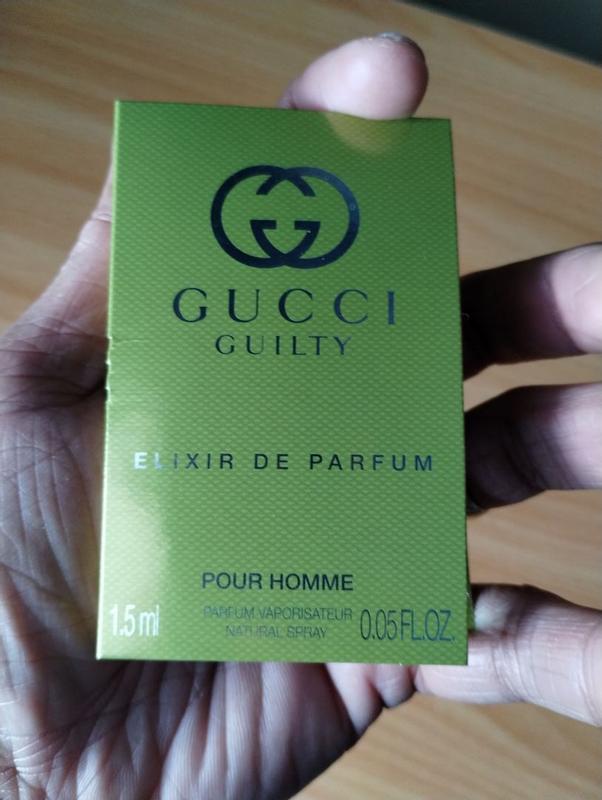 GUCCI
GUILTY
ELIXIR DE PARFUM
POUR HOMME
1.5 ml PARFUM VAPORISATEUR 0.05 FL.OZ.
NATURAL SPRAY